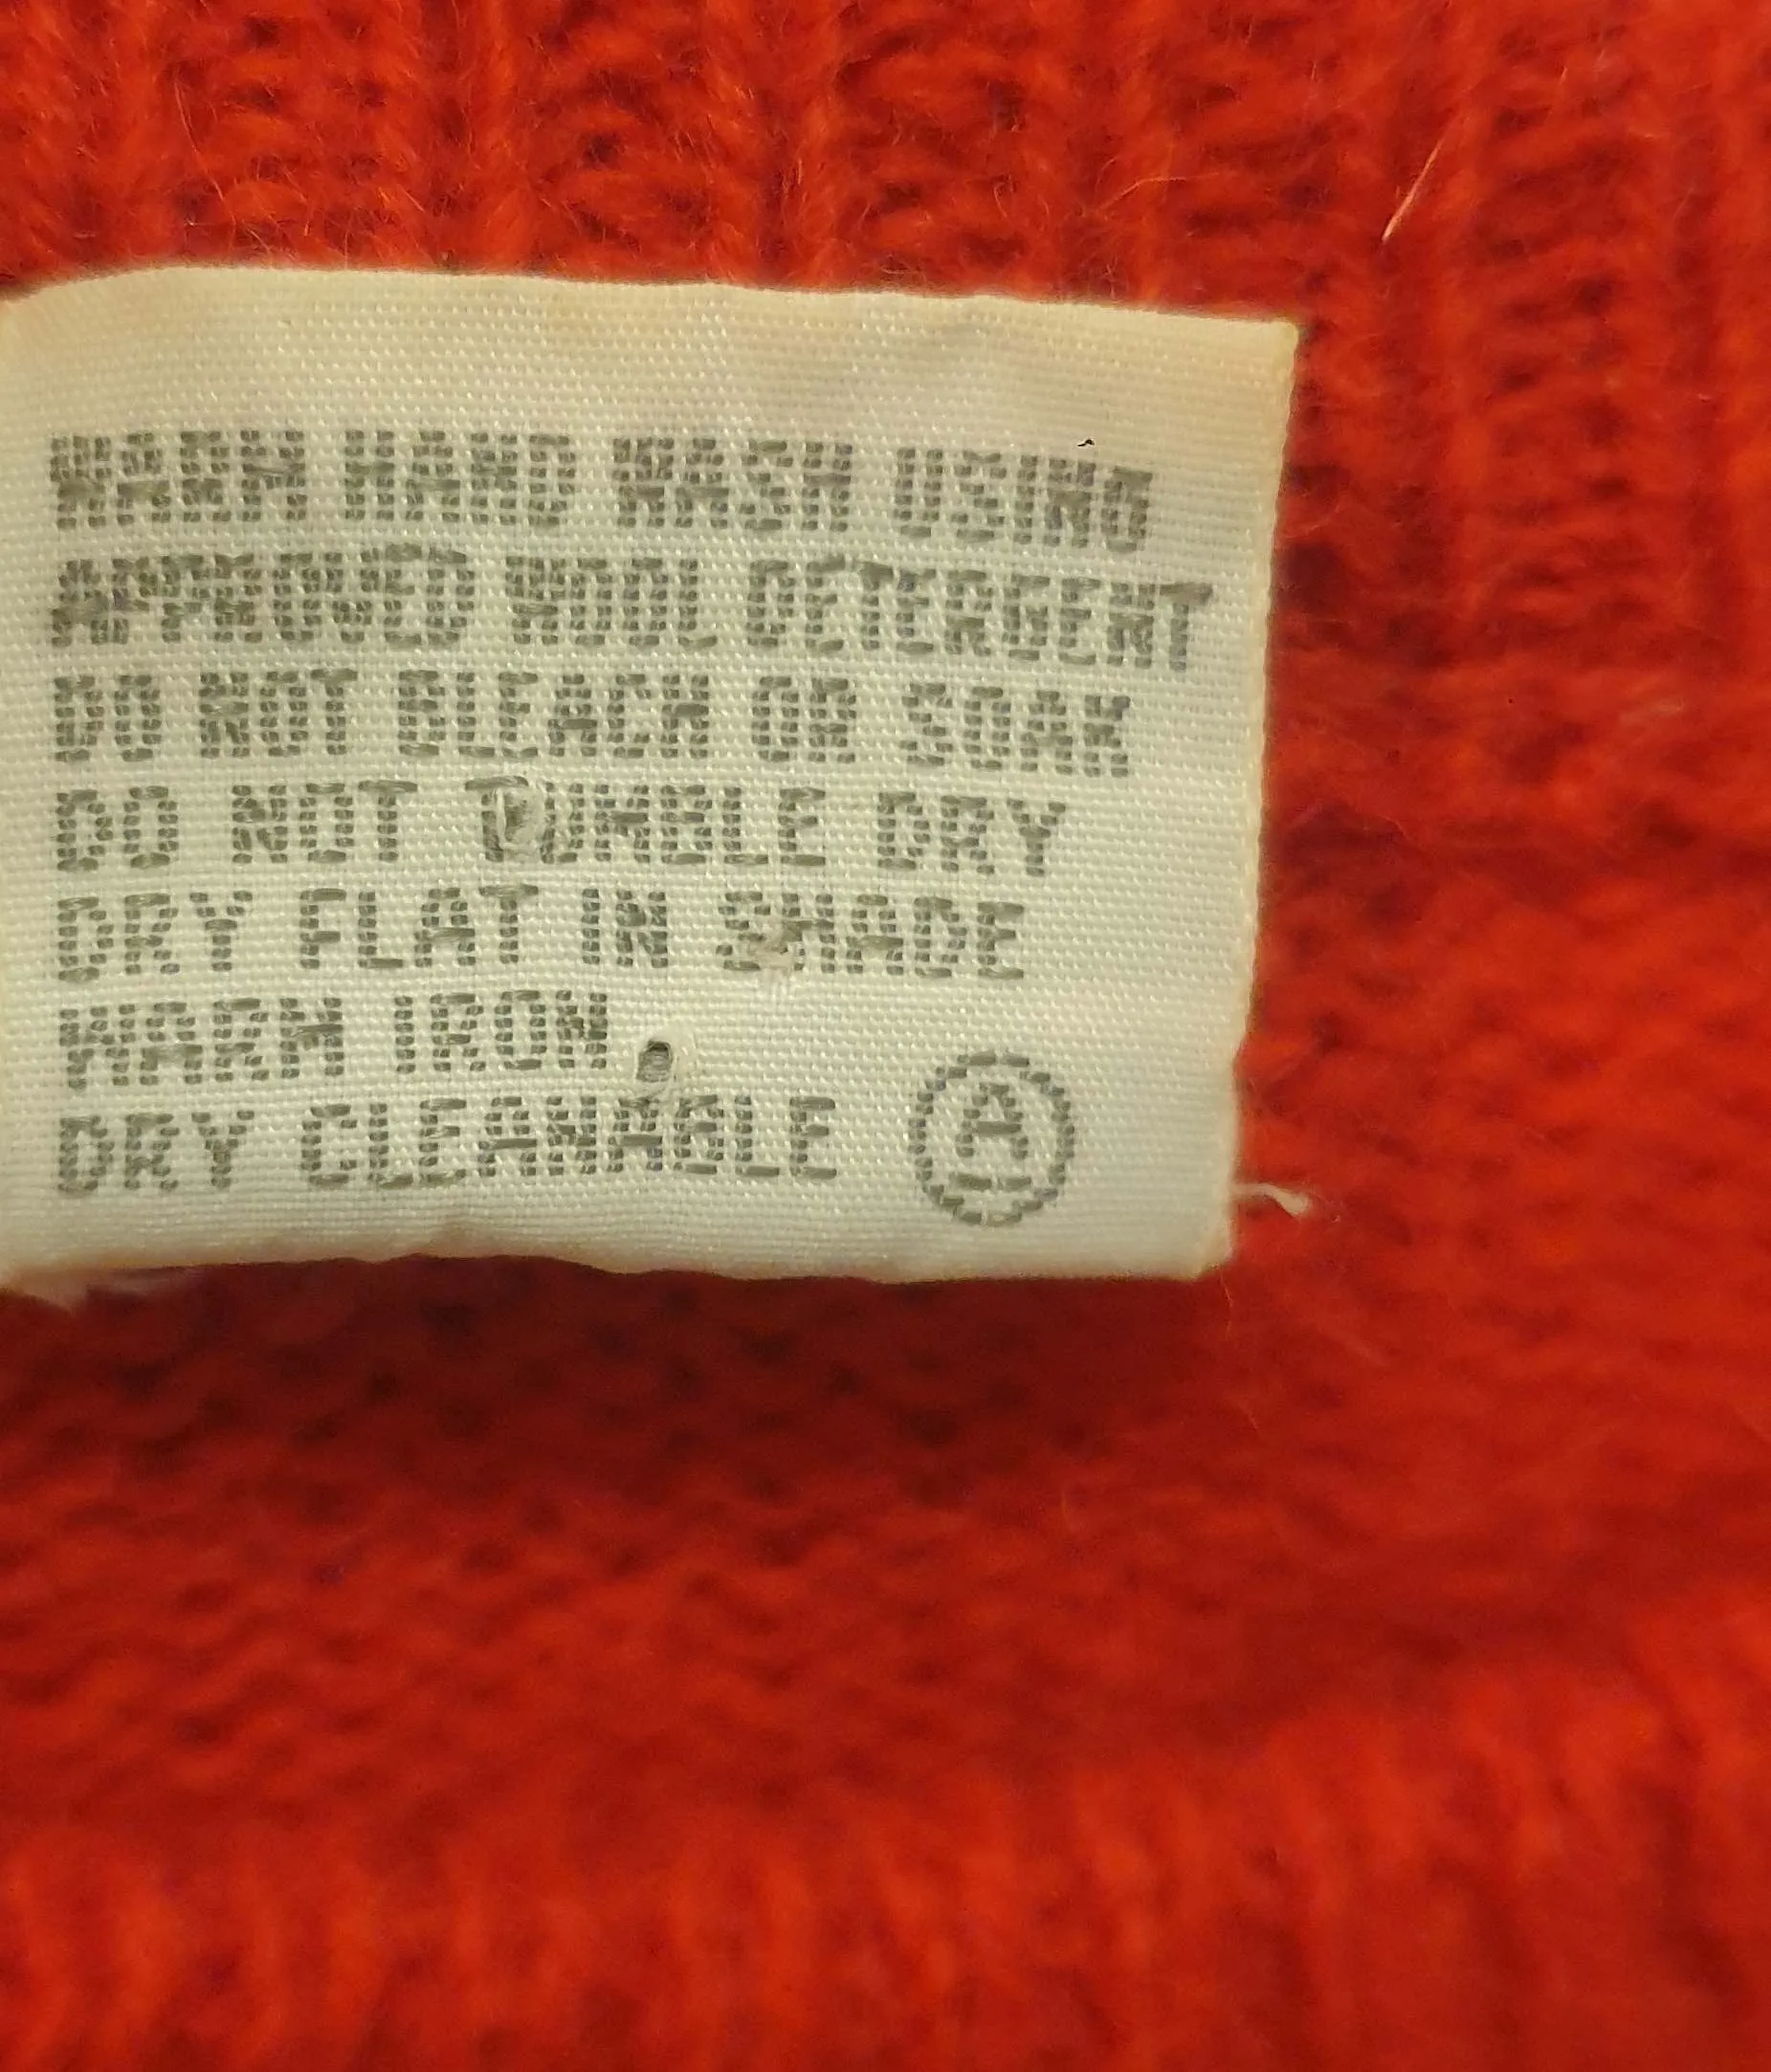 WARM HAND WASH USING
APPROVED WOOL DETERGENT
DO NOT BLEACH OR SOAK
DO NOT TUMBLE DRY
DRY FLAT IN SHADE
WARM IRON
DRY CLEANABLE Ⓐ